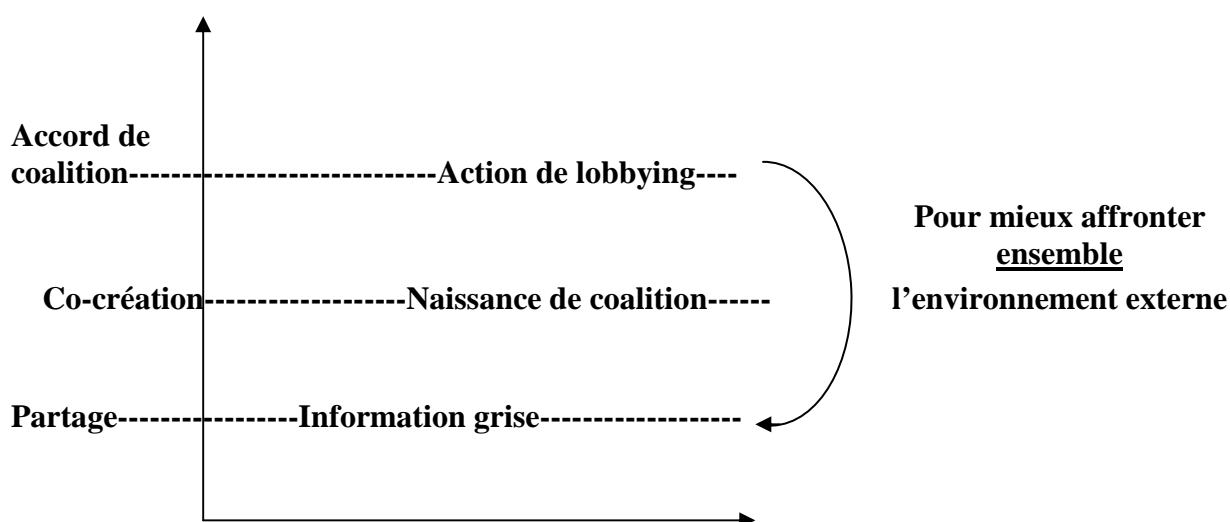 Accord de
coalition-----------------------------Action de lobbying----
Pour mieux affronter
ensemble
l’environnement externe
Co-création-------------------Naissance de coalition------
Partage-----------------Information grise-------------------